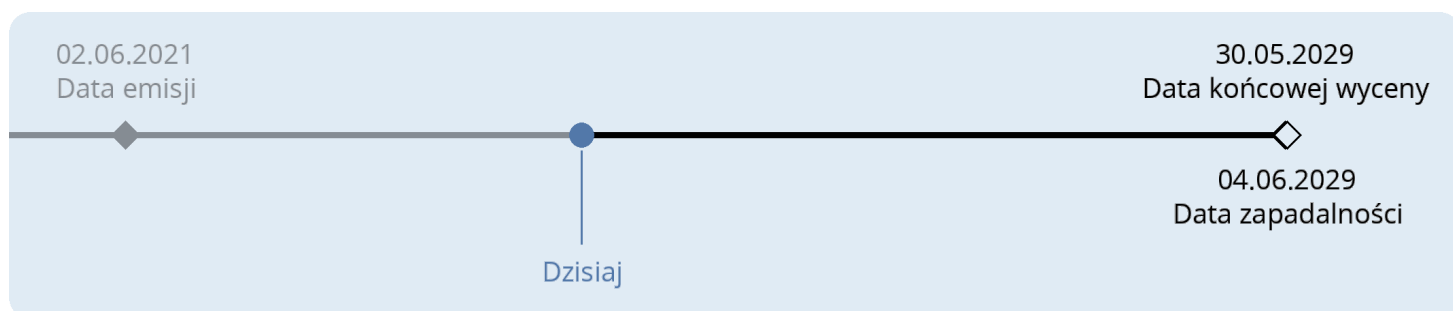 02.06.2021
Data emisji
30.05.2029
Data końcowej wyceny
04.06.2029
Data zapadalności
Dzisiaj